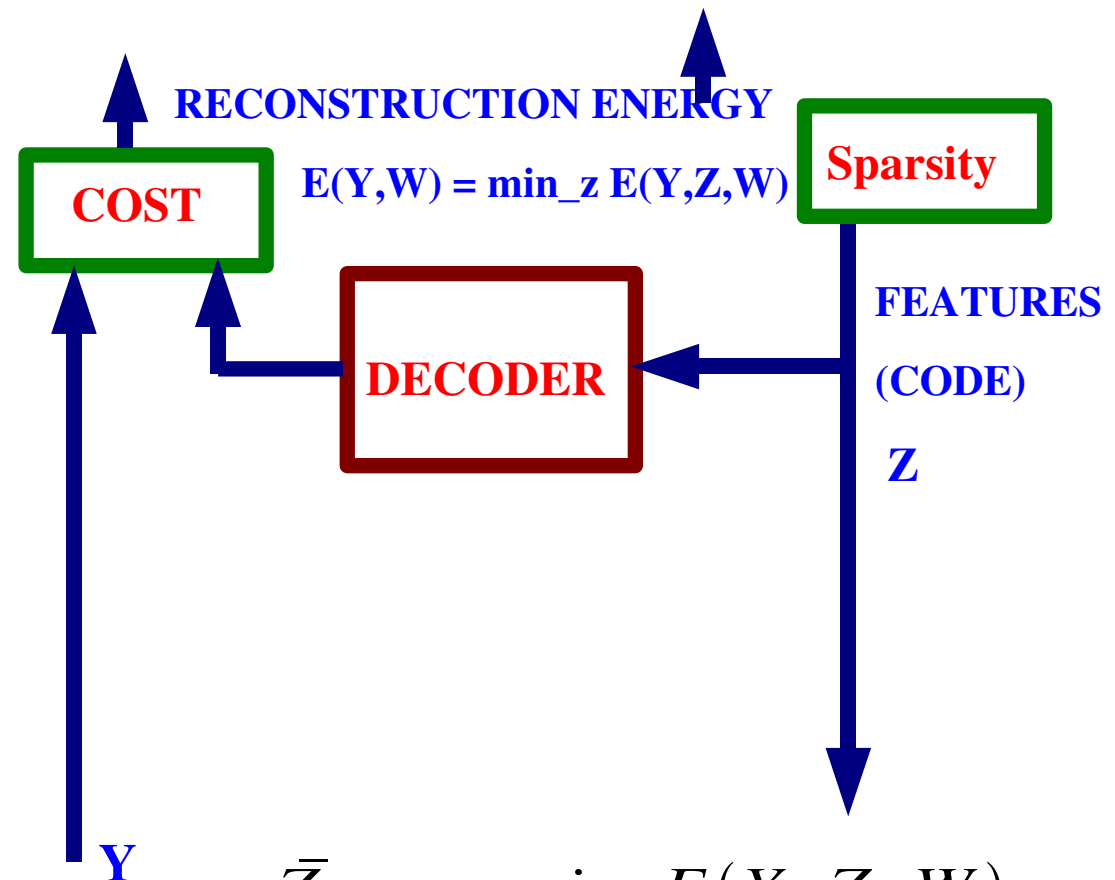 RECONSTRUCTION ENERGY
Sparsity
COST
E(Y,W) = min_z E(Y,Z,W)
FEATURES
DECODER
(CODE)
Z
Y